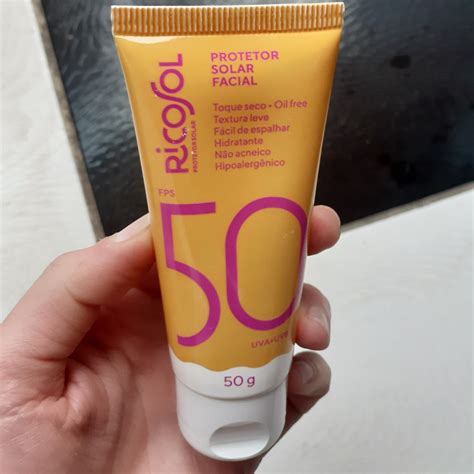 RICOSOL
PROTETOR SOLAR
PROTETOR
SOLAR
FACIAL
Toque seco • Oil free
Textura leve
Fácil de espalhar
Hidratante
Não acneico
Hipoalergênico
FPS
50
UVA+UVB
50 g